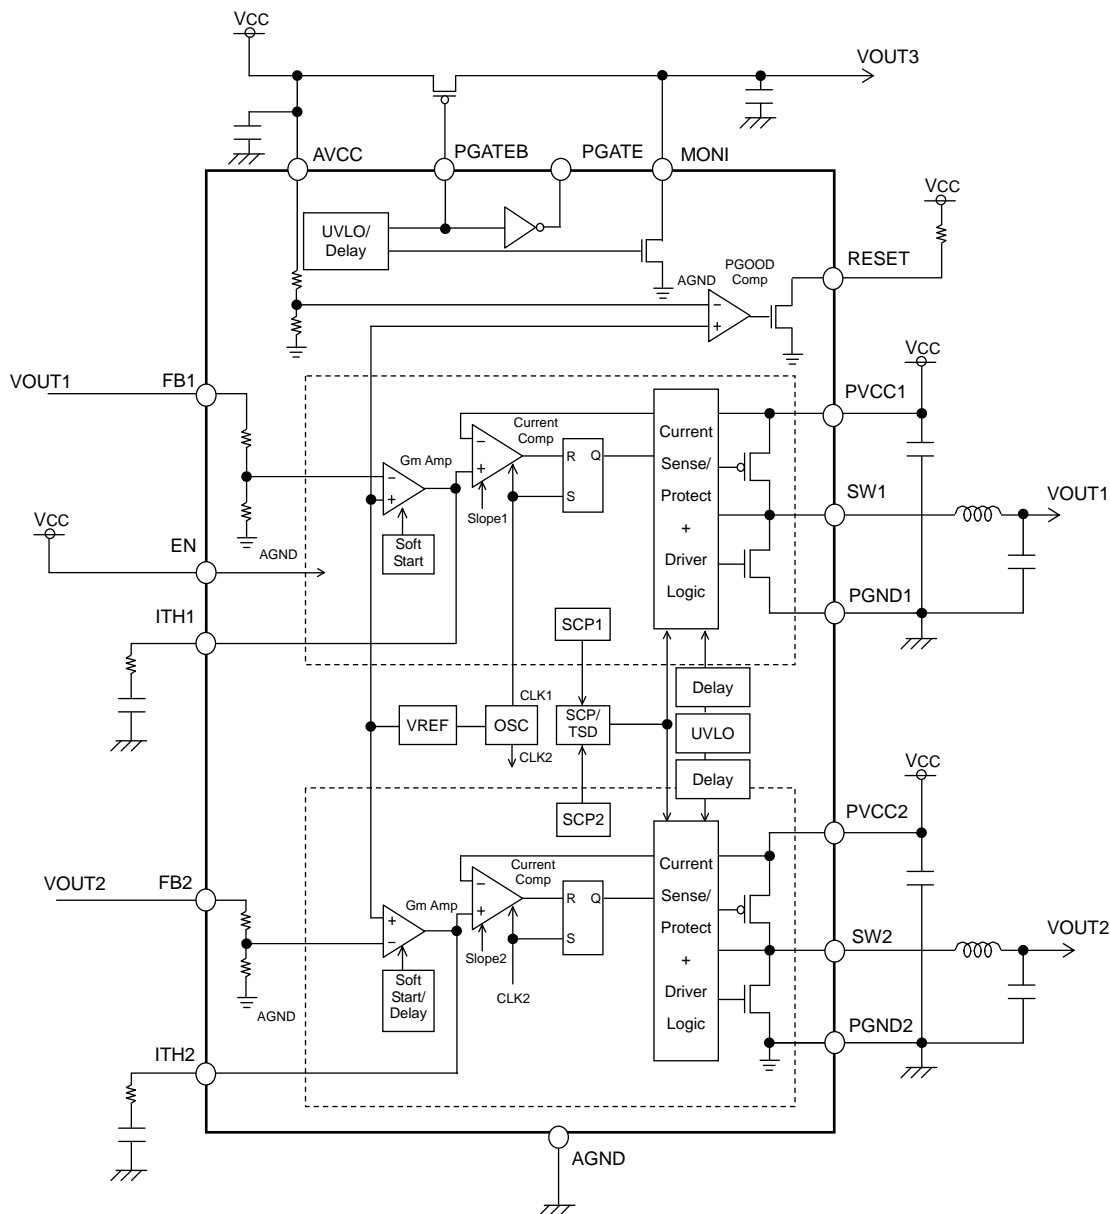 VCC
VOUT3
AVCC
PGATEB
PGATE
MONI
VCC
UVLO/
Delay
RESET
AGND
PGOOD
Comp
VCC
VOUT1
FB1
PVCC1
Current
Comp
Current
Sense/
Protect
+
Driver
Logic
Gm Amp
R
Q
S
SW1
VOUT1
Slope1
VCC
EN
AGND
Soft
Start
PGND1
ITH1
SCP1
Delay
CLK1
VREF
OSC
SCP/
TSD
UVLO
CLK2
Delay
VCC
SCP2
PVCC2
Current
Comp
Current
Sense/
Protect
+
Driver
Logic
VOUT2
FB2
Gm Amp
R
Q
S
SW2
VOUT2
Slope2
Soft
Start/
Delay
CLK2
AGND
PGND2
ITH2
AGND